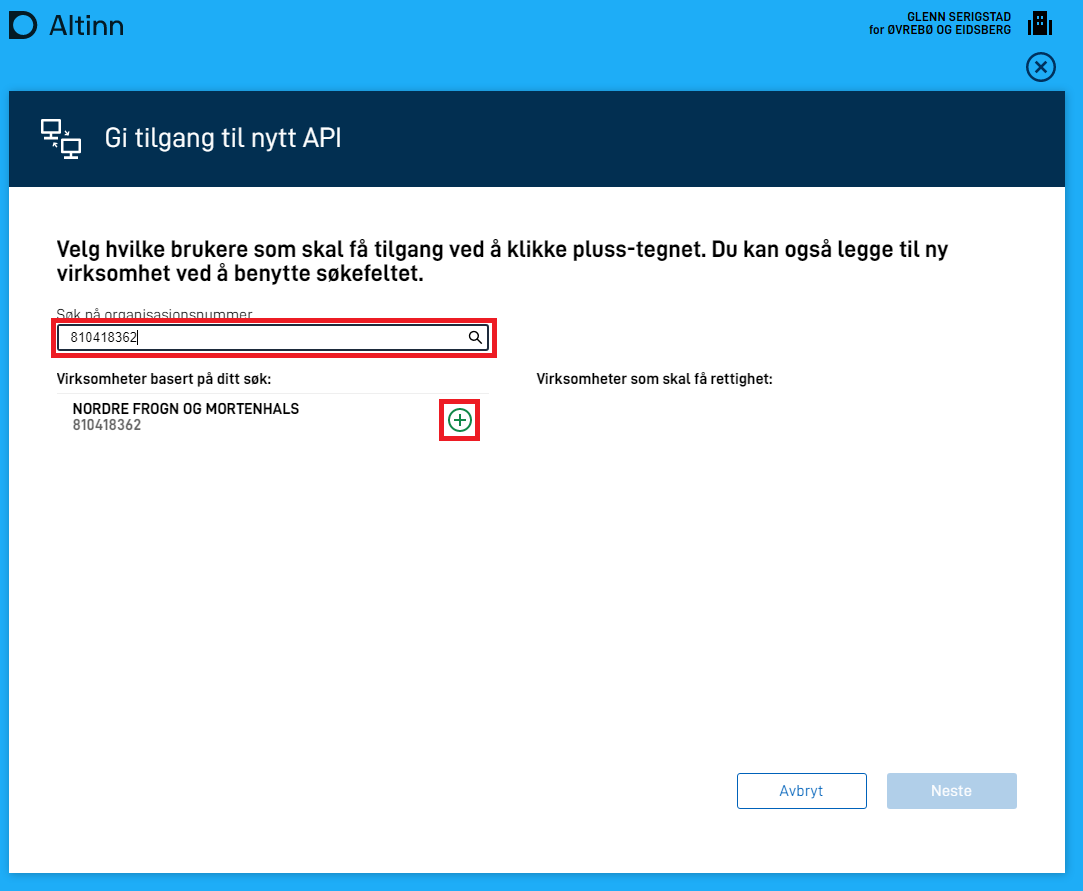 Altinn
GLENN SERIGSTAD
for ØVREBØ OG EIDSBERG
Gi tilgang til nytt API
Velg hvilke brukere som skal få tilgang ved å klikke pluss-tegnet. Du kan også legge til ny
virksomhet ved å benytte søkefeltet.
Søk på organisasjonsnummer
810418362
Virksomheter basert på ditt søk:
Virksomheter som skal få rettighet:
NORDRE FROGN OG MORTENHALS
810418362
Avbryt
Neste